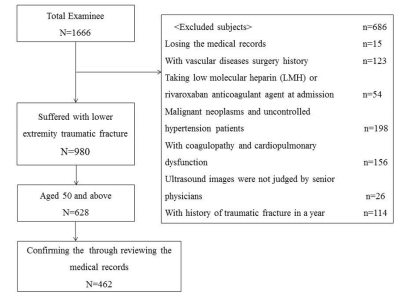 Total Examinee
N=1666
<Excluded subjects> n=686
Losing the medical records n=15
With vascular diseases surgery history n=123
Taking low molecular heparin (LMH) or
rivaroxaban anticoagulant agent at admission n=54
Malignant neoplasms and uncontrolled
hypertension patients n=198
With coagulopathy and cardiopulmonary
dysfunction n=156
Ultrasound images were not judged by senior
physicians n=26
With history of traumatic fracture in a year n=114
Suffered with lower
extremity traumatic fracture
N=980
Aged 50 and above
N=628
Confirming the through reviewing the
medical records
N=462